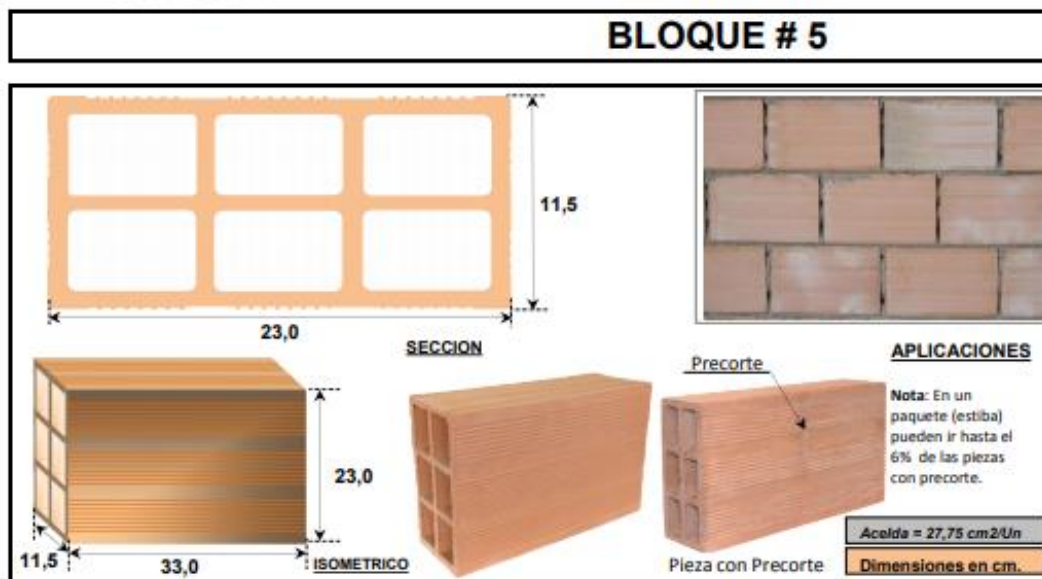 BLOQUE # 5
11,5
23,0
SECCION
APLICACIONES
Precorte
Nota: En un
paquete (estiba)
pueden ir hasta el
6% de las piezas
con precorte.
23,0
11,5
33,0
ISOMETRICO
Pieza con Precorte
Acelda = 27,75 cm2/Un
Dimensiones en cm.